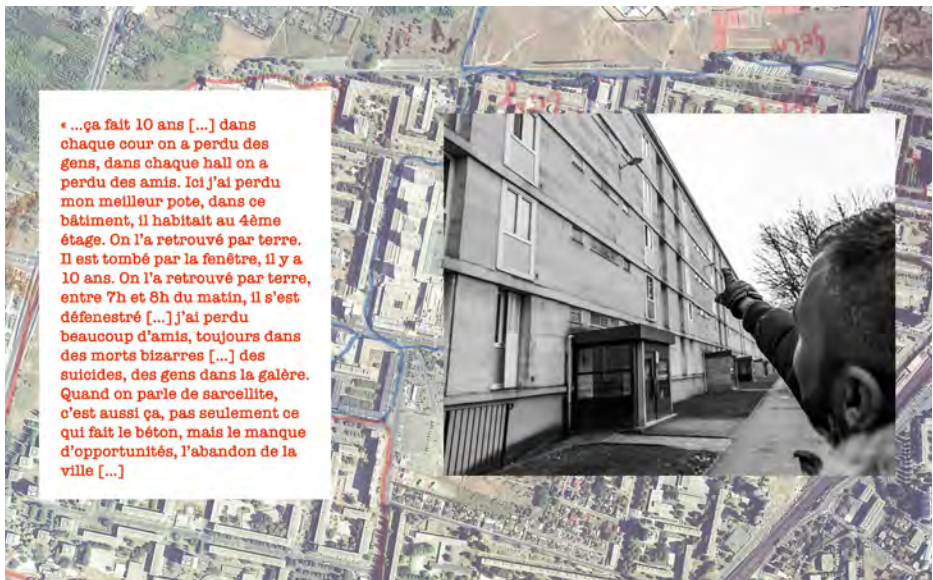 « ...ça fait 10 ans [...] dans
chaque cour on a perdu des
gens, dans chaque hall on a
perdu des amis. Ici j'ai perdu
mon meilleur pote, dans ce
bâtiment, il habitait au 4ème
étage. On l'a retrouvé par terre.
Il est tombé par la fenêtre, il y a
10 ans. On l'a retrouvé par terre,
entre 7h et 8h du matin, il s'est
défenestré [...] j'ai perdu
beaucoup d'amis, toujours dans
des morts bizarres [...] des
suicides, des gens dans la galère.
Quand on parle de sarcellite,
c'est aussi ça, pas seulement ce
qui fait le béton, mais le manque
d'opportunités, l'abandon de la
ville [...]